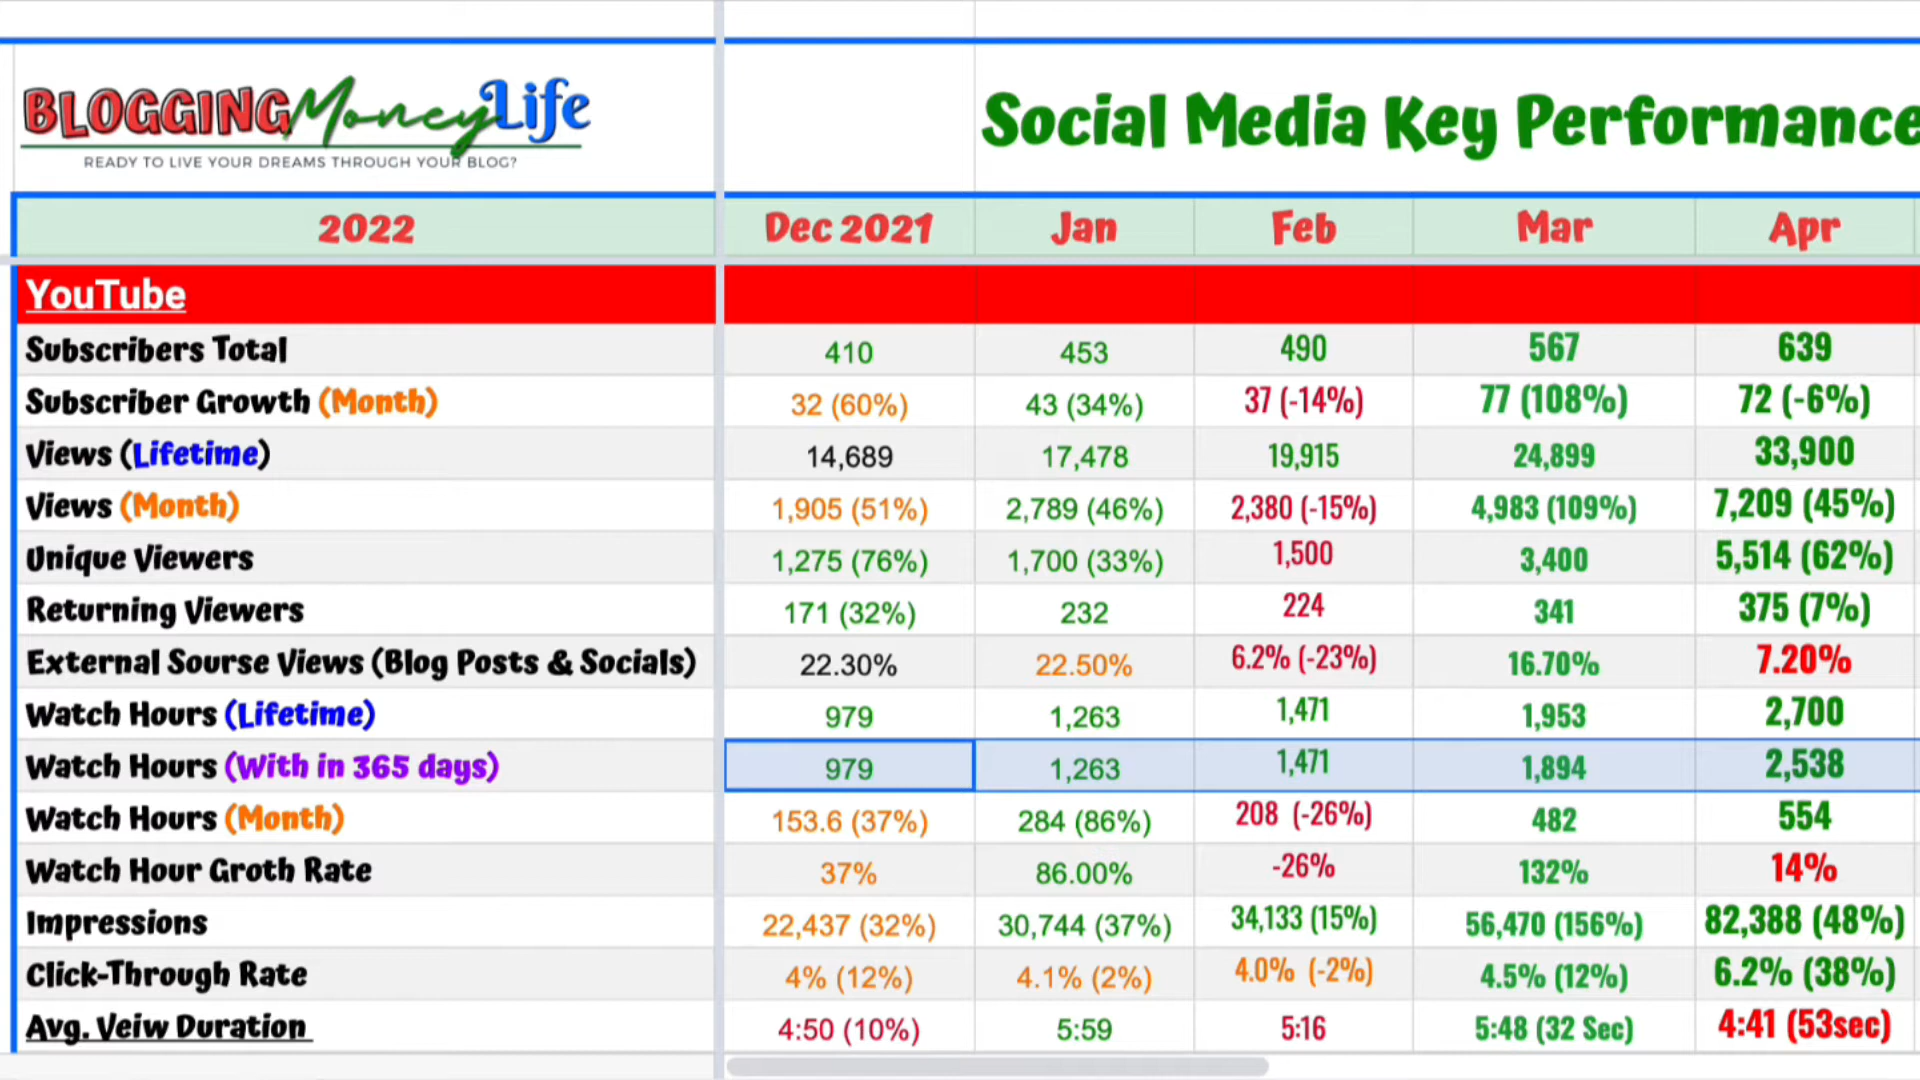 BLOGGING Money Life
READY TO LIVE YOUR DREAMS THROUGH YOUR BLOG?
Social Media Key Performance
2022 Dec 2021 Jan Feb Mar Apr
YouTube
Subscribers Total 410 453 490 567 639
Subscriber Growth (Month) 32 (60%) 43 (34%) 37 (-14%) 77 (108%) 72 (-6%)
Views (Lifetime) 14,689 17,478 19,915 24,899 33,900
Views (Month) 1,905 (51%) 2,789 (46%) 2,380 (-15%) 4,983 (109%) 7,209 (45%)
Unique Viewers 1,275 (76%) 1,700 (33%) 1,500 3,400 5,514 (62%)
Returning Viewers 171 (32%) 232 224 341 375 (7%)
External Sourse Views (Blog Posts & Socials) 22.30% 22.50% 6.2% (-23%) 16.70% 7.20%
Watch Hours (Lifetime) 979 1,263 1,471 1,953 2,700
Watch Hours (With in 365 days) 979 1,263 1,471 1,894 2,538
Watch Hours (Month) 153.6 (37%) 284 (86%) 208 (-26%) 482 554
Watch Hour Groth Rate 37% 86.00% -26% 132% 14%
Impressions 22,437 (32%) 30,744 (37%) 34,133 (15%) 56,470 (156%) 82,388 (48%)
Click-Through Rate 4% (12%) 4.1% (2%) 4.0% (-2%) 4.5% (12%) 6.2% (38%)
Avg. Veiw Duration 4:50 (10%) 5:59 5:16 5:48 (32 Sec) 4:41 (53sec)